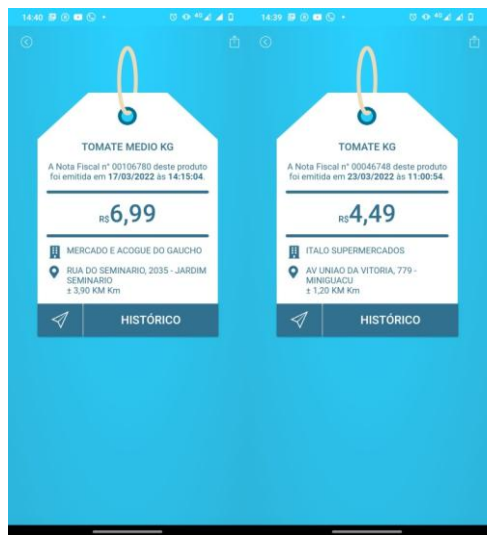 14:40
TOMATE MEDIO KG
A Nota Fiscal n° 00106780 deste produto
foi emitida em 17/03/2022 às 14:15:04.
R$6,99
MERCADO E ACOGUE DO GAUCHO
RUA DO SEMINARIO, 2035 - JARDIM
SEMINARIO
± 3,90 KM Km
HISTÓRICO
14:39
TOMATE KG
A Nota Fiscal n° 00046748 deste produto
foi emitida em 23/03/2022 às 11:00:54.
R$4,49
ITALO SUPERMERCADOS
AV UNIAO DA VITORIA, 779 -
MINIGUACU
± 1,20 KM Km
HISTÓRICO